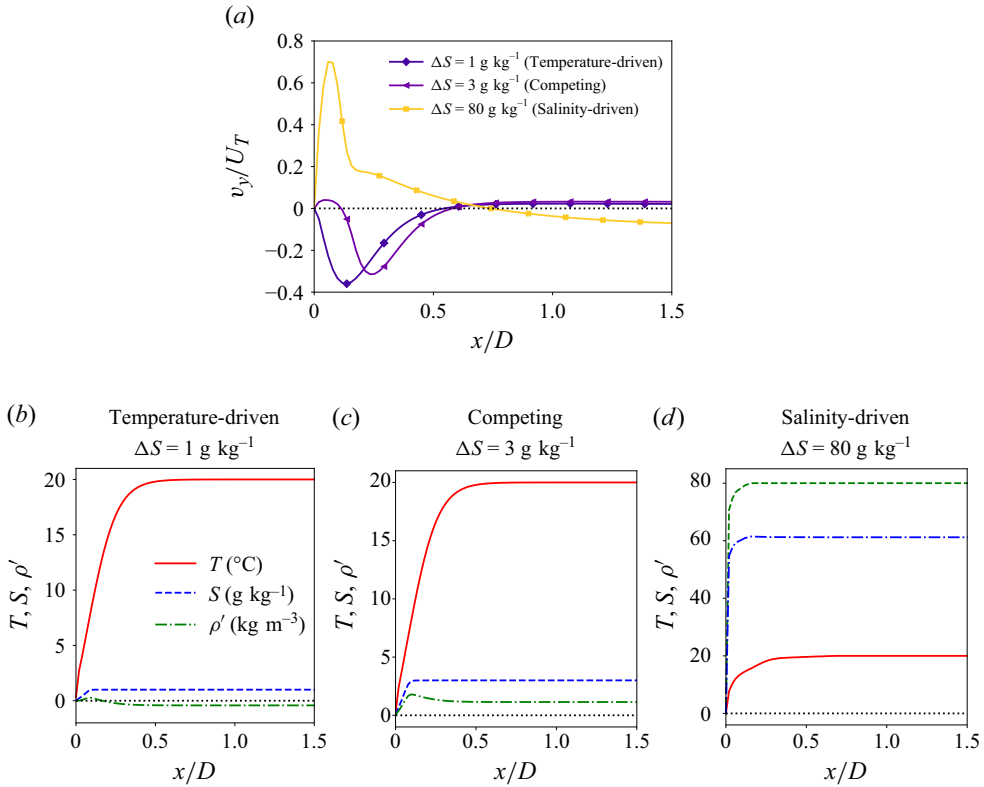 (a)
0.8
0.6
0.4
0.2
0
−0.2
−0.4
v_y/U_T
ΔS = 1 g kg⁻¹ (Temperature-driven)
ΔS = 3 g kg⁻¹ (Competing)
ΔS = 80 g kg⁻¹ (Salinity-driven)
0 0.5 1.0 1.5
x/D
(b) Temperature-driven
ΔS = 1 g kg⁻¹
20
15
10
5
0
T, S, ρ′
T (°C)
S (g kg⁻¹)
ρ′ (kg m⁻³)
0 0.5 1.0 1.5
x/D
(c) Competing
ΔS = 3 g kg⁻¹
20
15
10
5
0
T, S, ρ′
0 0.5 1.0 1.5
x/D
(d) Salinity-driven
ΔS = 80 g kg⁻¹
80
60
40
20
0
T, S, ρ′
0 0.5 1.0 1.5
x/D